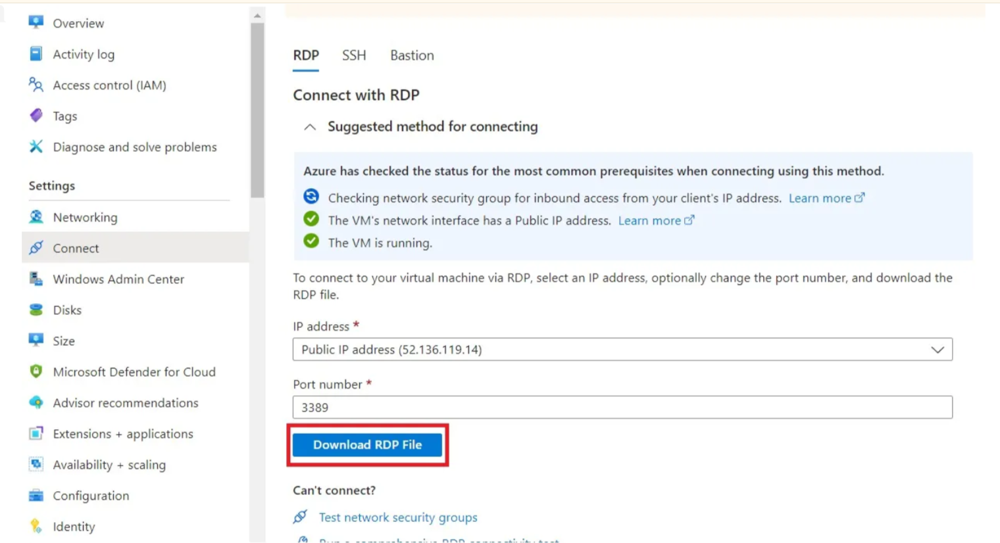 Overview
Activity log
Access control (IAM)
Tags
Diagnose and solve problems
Settings
Networking
Connect
Windows Admin Center
Disks
Size
Microsoft Defender for Cloud
Advisor recommendations
Extensions + applications
Availability + scaling
Configuration
Identity
RDP SSH Bastion
Connect with RDP
Suggested method for connecting
Azure has checked the status for the most common prerequisites when connecting using this method.
Checking network security group for inbound access from your client's IP address. Learn more
The VM's network interface has a Public IP address. Learn more
The VM is running.
To connect to your virtual machine via RDP, select an IP address, optionally change the port number, and download the
RDP file.
IP address *
Public IP address (52.136.119.14)
Port number *
3389
Download RDP File
Can't connect?
Test network security groups
Run a comprehensive RDP connectivity test